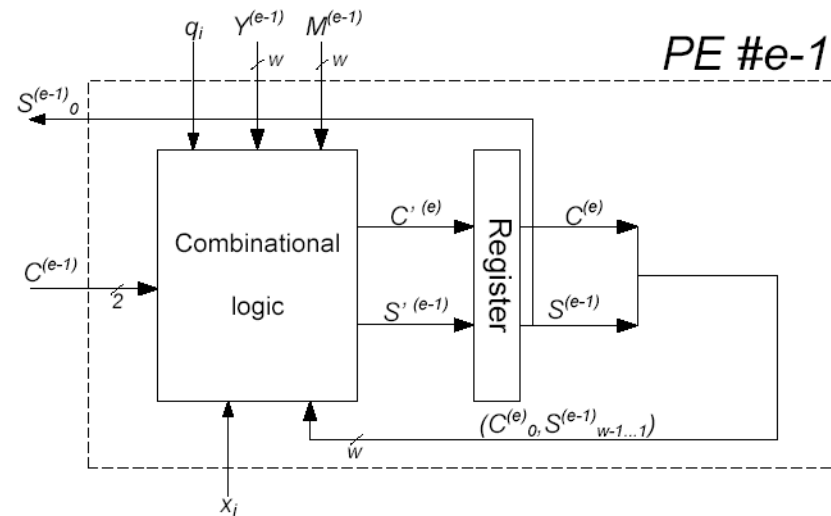 PE #e-1
q_i Y^(e-1) M^(e-1)
w w
S^(e-1)_0
Combinational
logic
C' ^(e)
S' ^(e-1)
Register
C^(e)
S^(e-1)
C^(e-1)
2
(C^(e)_0,S^(e-1)_w-1...1)
w
x_i